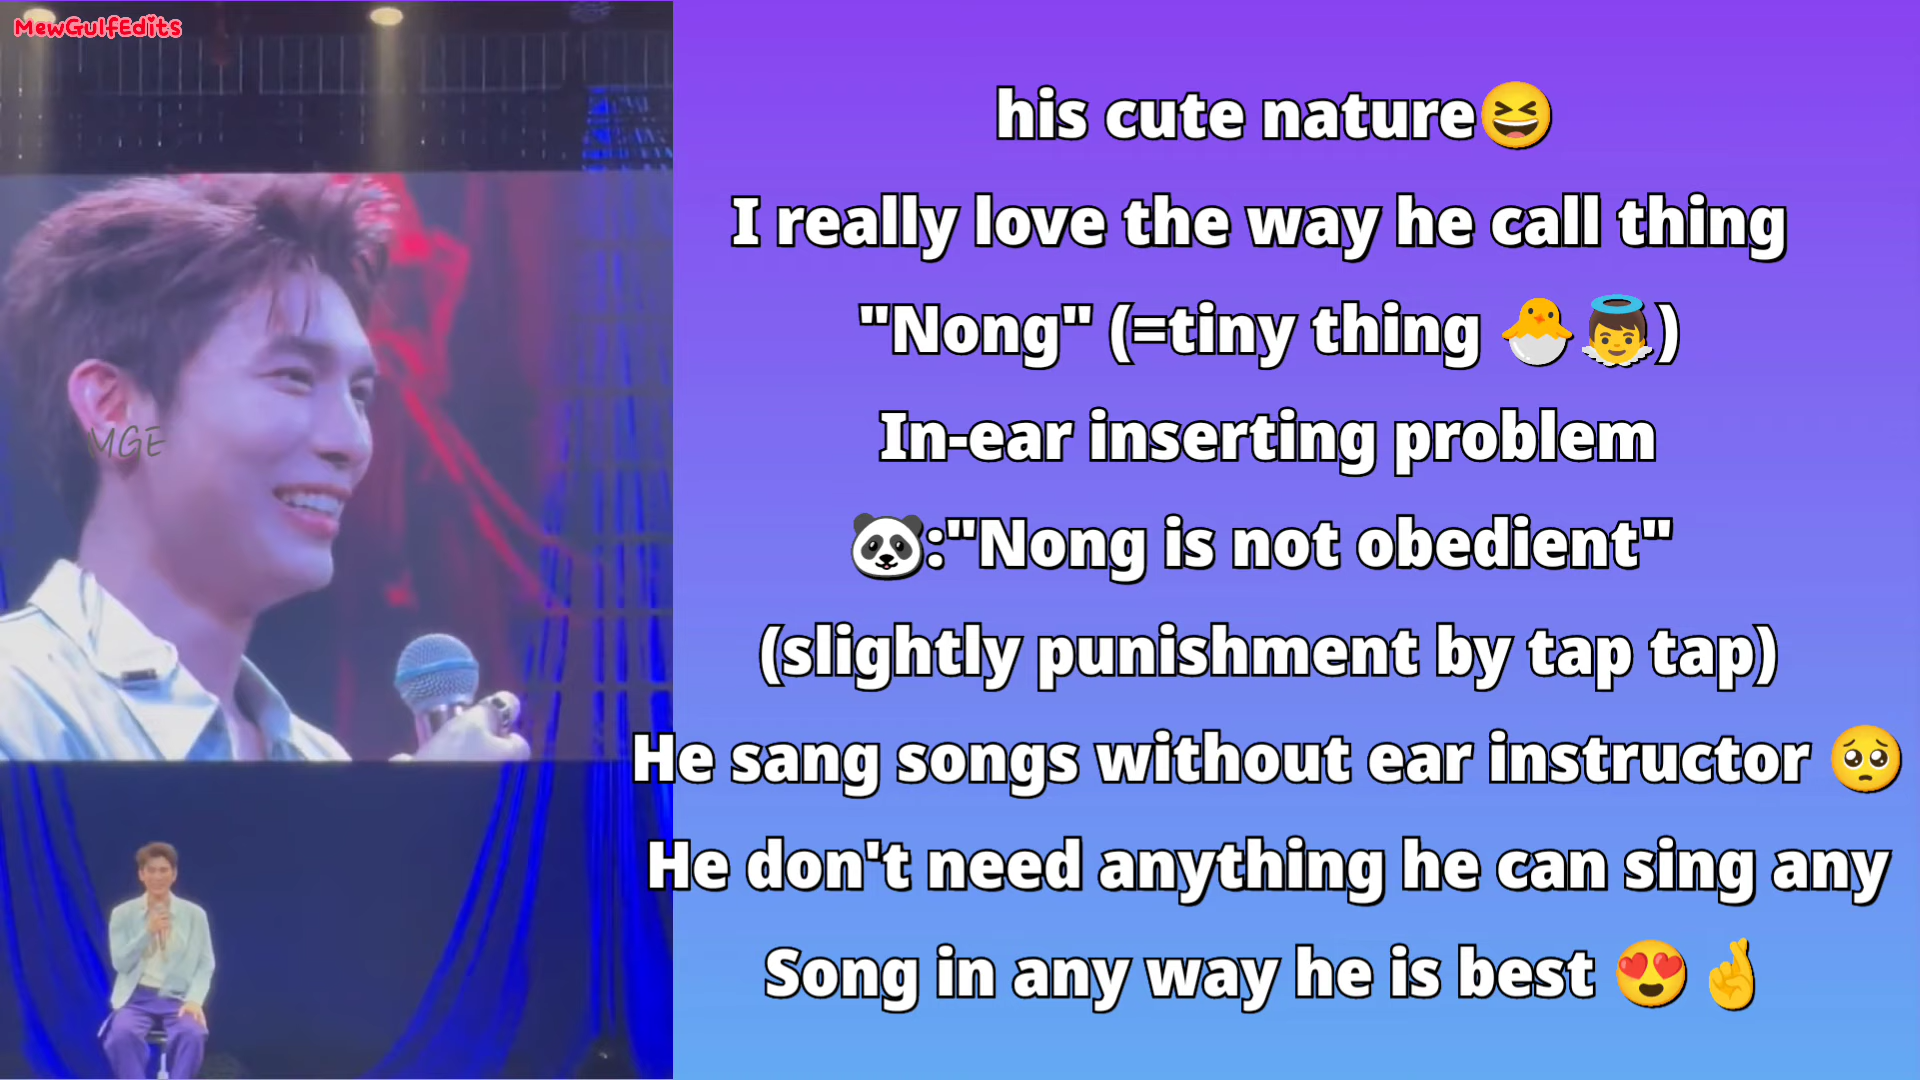 MewGulfEdits
his cute nature😆
I really love the way he call thing
"Nong" (=tiny thing 🐣👼)
In-ear inserting problem
🐼:"Nong is not obedient"
(slightly punishment by tap tap)
He sang songs without ear instructor 🥺
He don't need anything he can sing any
Song in any way he is best 😍🤞
MGE